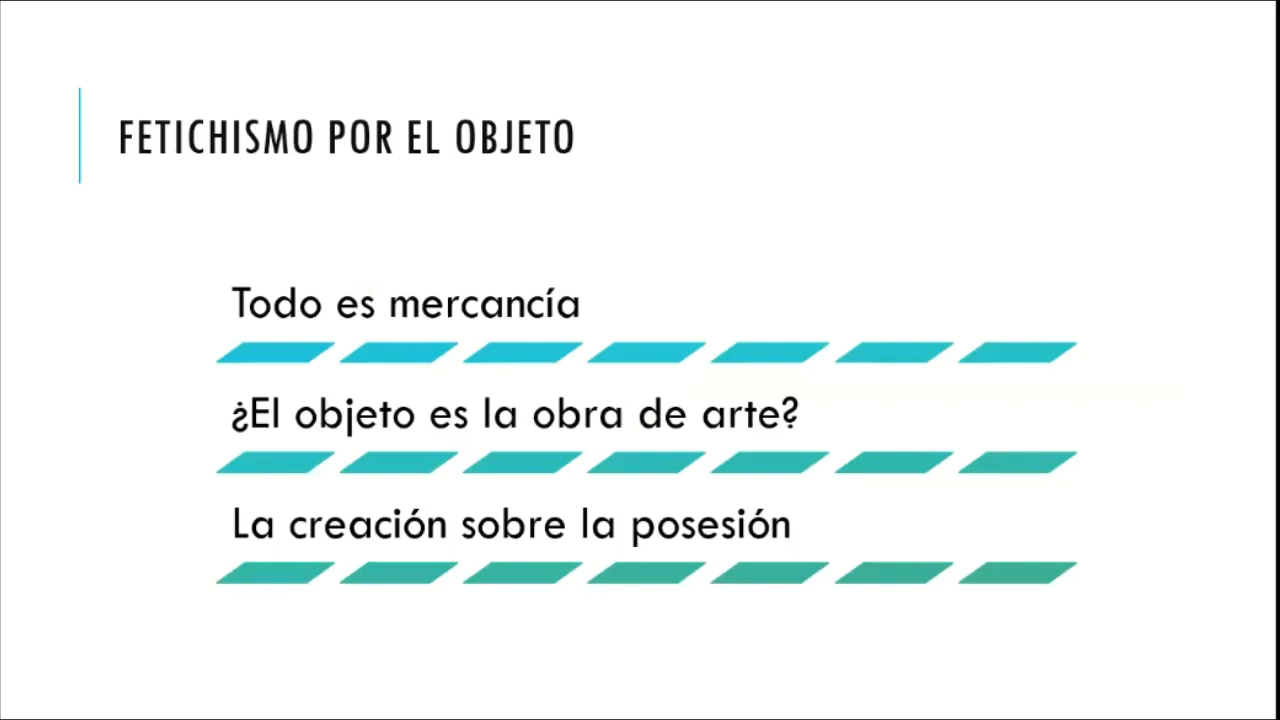 FETICHISMO POR EL OBJETO
Todo es mercancía
¿El objeto es la obra de arte?
La creación sobre la posesión